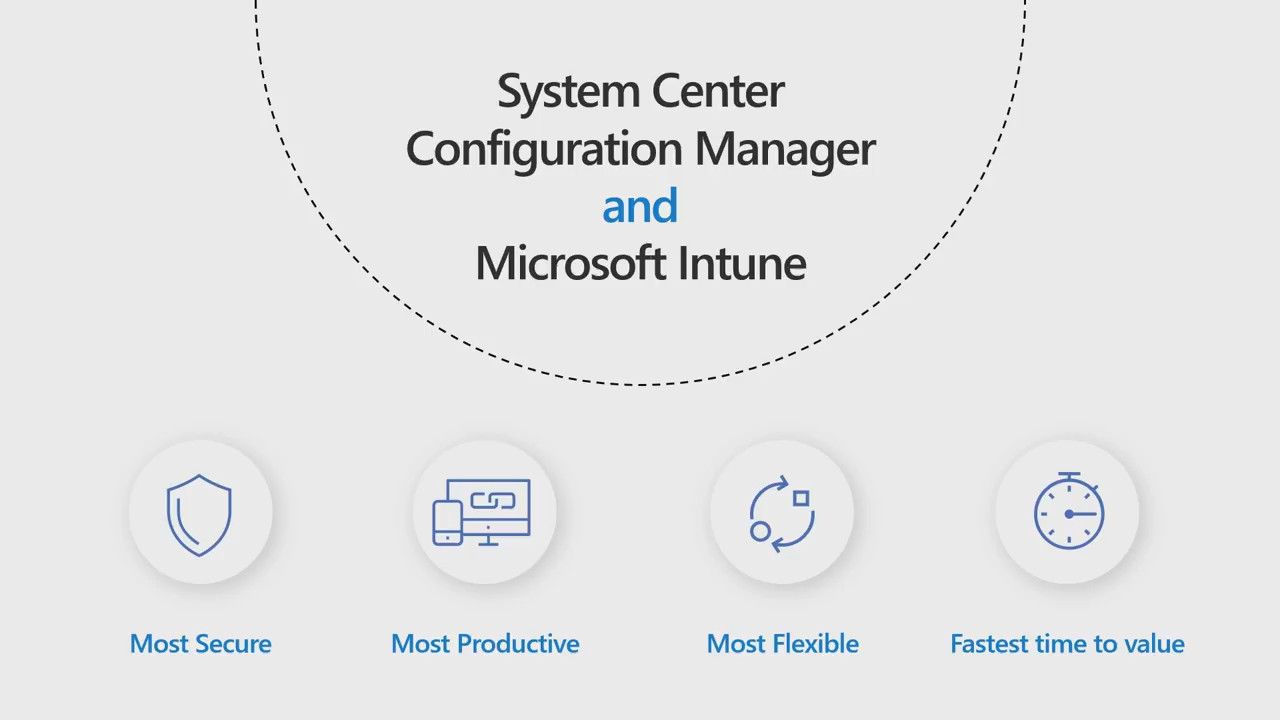 System Center
Configuration Manager
and
Microsoft Intune
Most Secure
Most Productive
Most Flexible
Fastest time to value